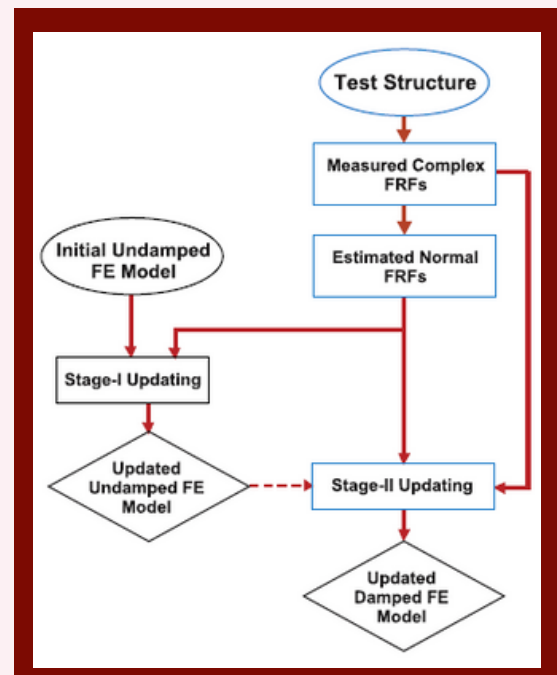 Test Structure
Measured Complex
FRFs
Initial Undamped
FE Model
Estimated Normal
FRFs
Stage-I Updating
Updated
Undamped FE
Model
Stage-II Updating
Updated
Damped FE
Model